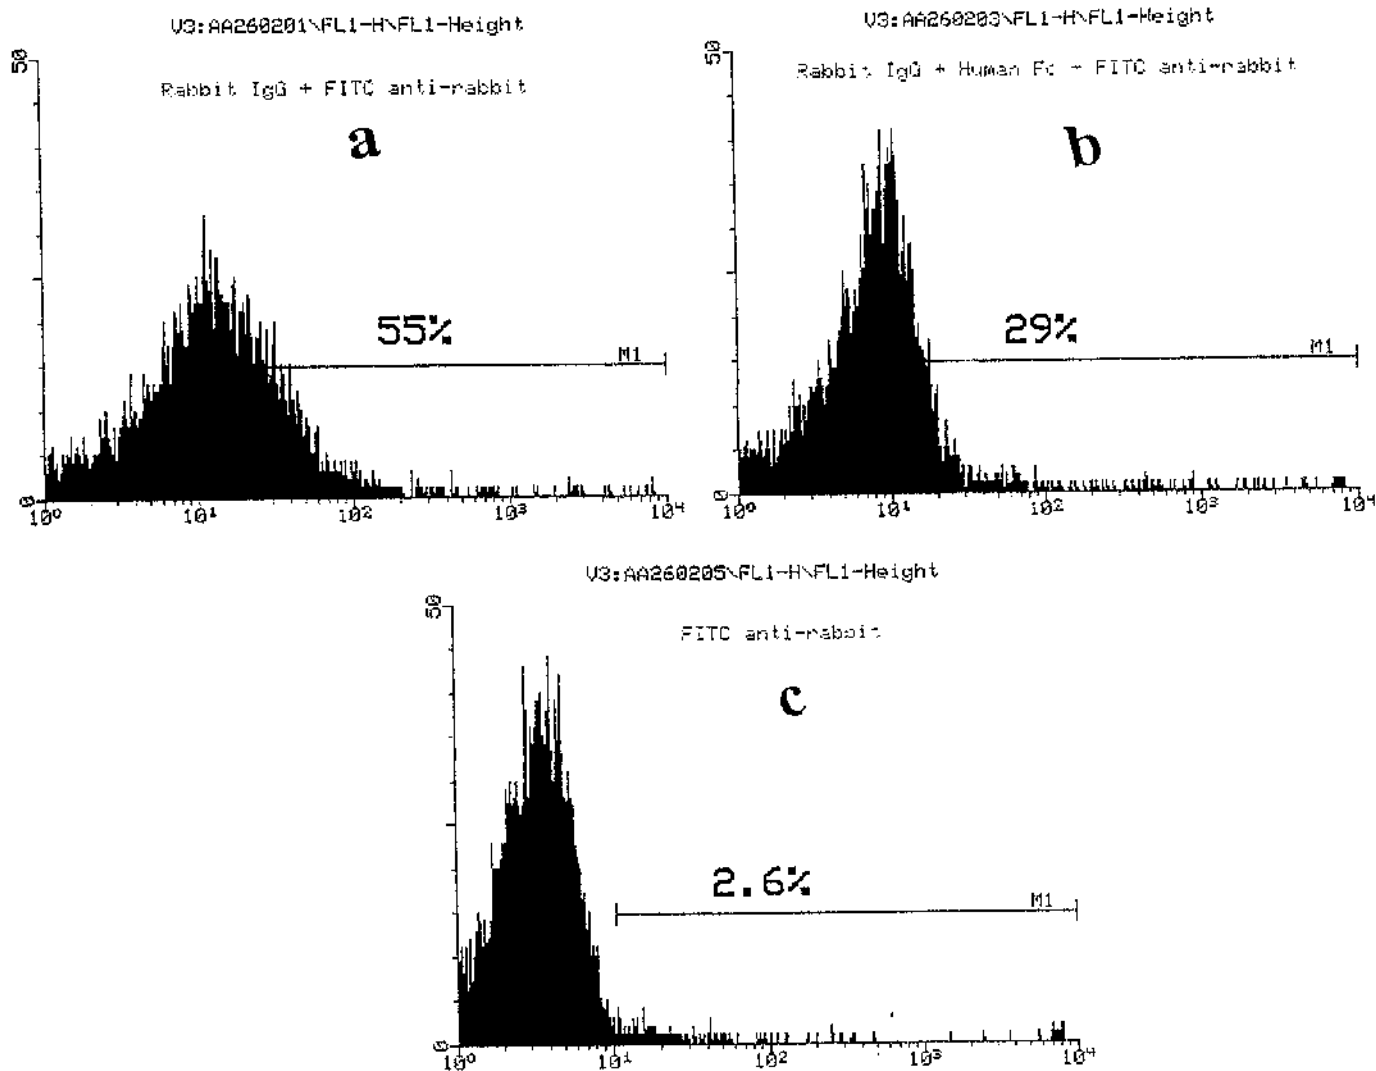 V3:AA260201\FL1-H\FL1-Height
50
Rabbit IgG + FITC anti-rabbit
a
55%
M1
0
10⁰ 10¹ 10² 10³ 10⁴
V3:AA260203\FL1-H\FL1-Height
50
Rabbit IgG + Human Fc + FITC anti-rabbit
b
29%
M1
0
10⁰ 10¹ 10² 10³ 10⁴
V3:AA260205\FL1-H\FL1-Height
50
FITC anti-rabbit
c
2.6%
M1
0
10⁰ 10¹ 10² 10³ 10⁴